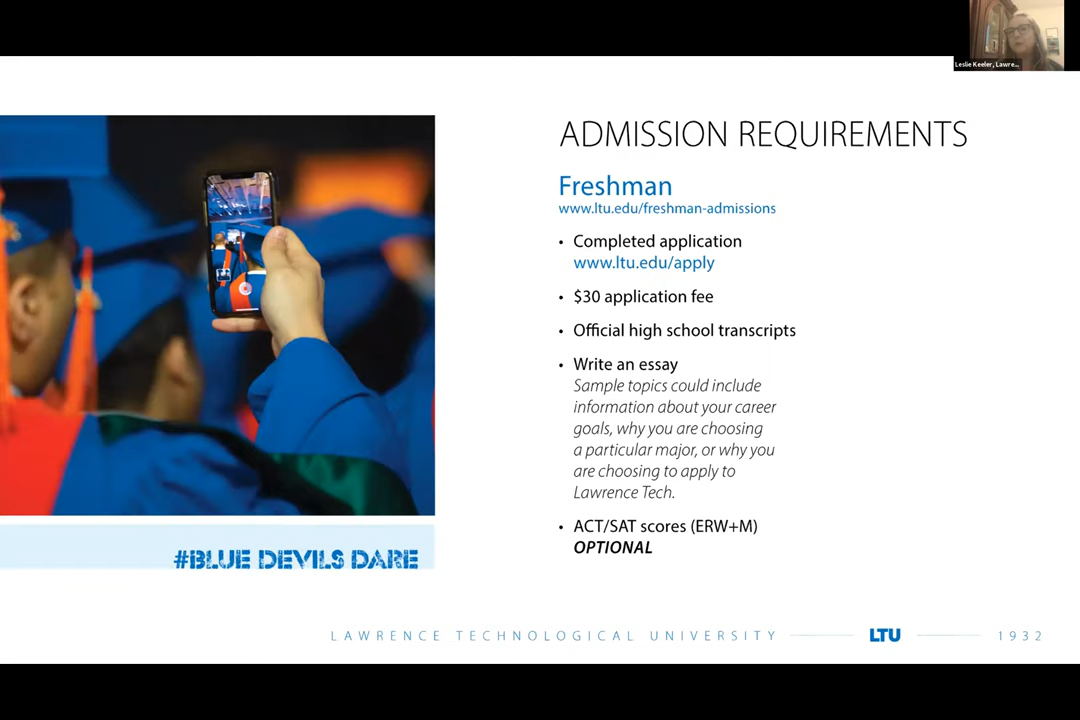 Leslie Keeler, Lawre...
ADMISSION REQUIREMENTS
Freshman
www.ltu.edu/freshman-admissions
• Completed application
www.ltu.edu/apply
• $30 application fee
• Official high school transcripts
• Write an essay
Sample topics could include
information about your career
goals, why you are choosing
a particular major, or why you
are choosing to apply to
Lawrence Tech.
• ACT/SAT scores (ERW+M)
OPTIONAL
#BLUE DEVILS DARE
LAWRENCE TECHNOLOGICAL UNIVERSITY LTU 1932